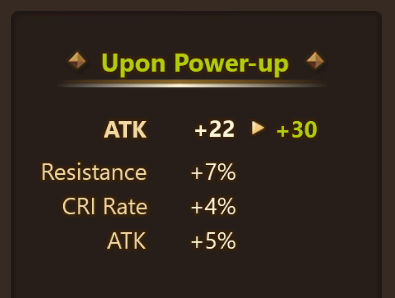 Upon Power-up
ATK +22 +30
Resistance +7%
CRI Rate +4%
ATK +5%